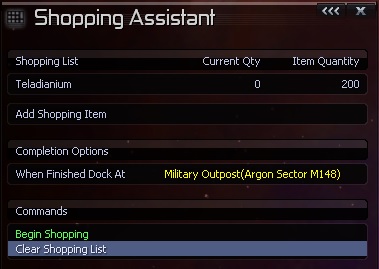 Shopping Assistant
<<< X
Shopping List Current Qty Item Quantity
Teladianium 0 200
Add Shopping Item
Completion Options
When Finished Dock At Military Outpost(Argon Sector M148)
Commands
Begin Shopping
Clear Shopping List